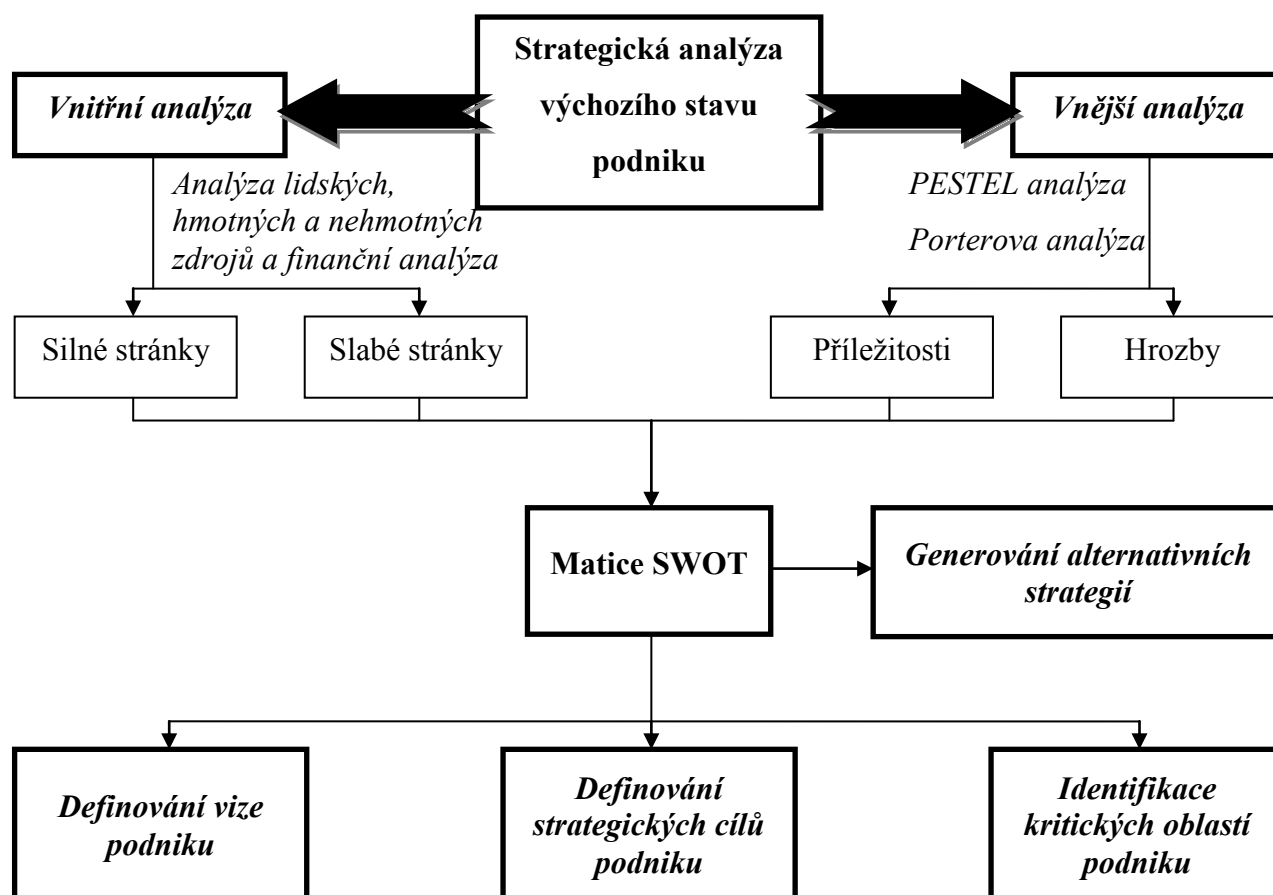 Strategická analýza
výchozího stavu
podniku
Vnitřní analýza
Vnější analýza
Analýza lidských,
hmotných a nehmotných
zdrojů a finanční analýza
PESTEL analýza
Porterova analýza
Silné stránky
Slabé stránky
Příležitosti
Hrozby
Matice SWOT
Generování alternativních
strategií
Definování vize
podniku
Definování
strategických cílů
podniku
Identifikace
kritických oblastí
podniku